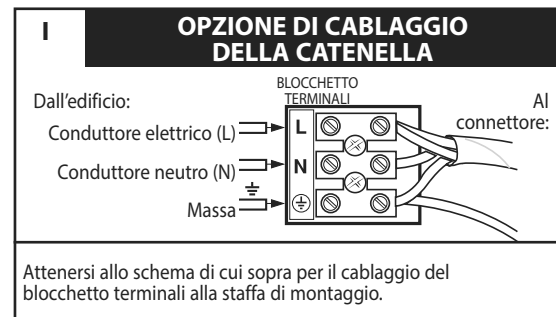 I
OPZIONE DI CABLAGGIO
DELLA CATENELLA
BLOCCHETTO
TERMINALI
Dall'edificio:
Al
connettore:
Conduttore elettrico (L)
L
Conduttore neutro (N)
N
Massa
Attenersi allo schema di cui sopra per il cablaggio del
blocchetto terminali alla staffa di montaggio.